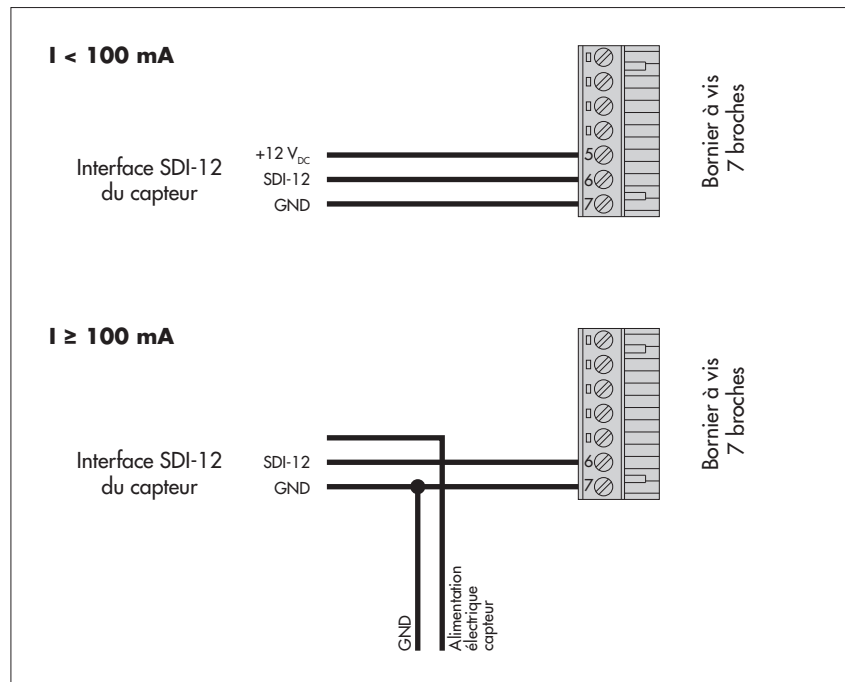 I < 100 mA
Interface SDI-12
du capteur
+12 VDC
SDI-12
GND
5
6
7
Bornier à vis
7 broches
I ≥ 100 mA
Interface SDI-12
du capteur
SDI-12
GND
6
7
Bornier à vis
7 broches
GND
Alimentation
électrique
capteur